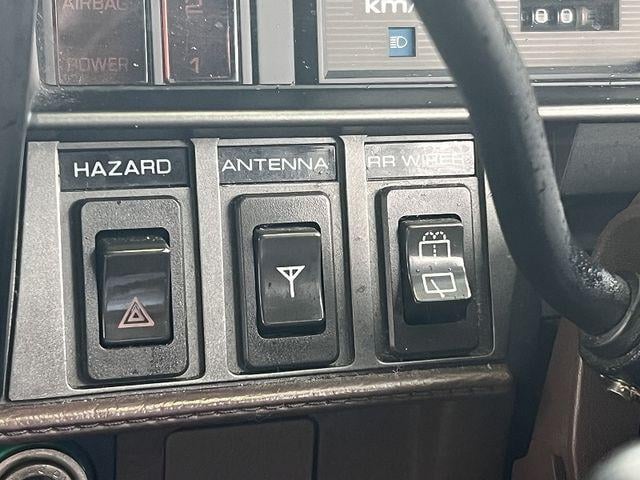 AIRBAG
2
POWER
1
km/
HAZARD
ANTENNA
RR WIPER